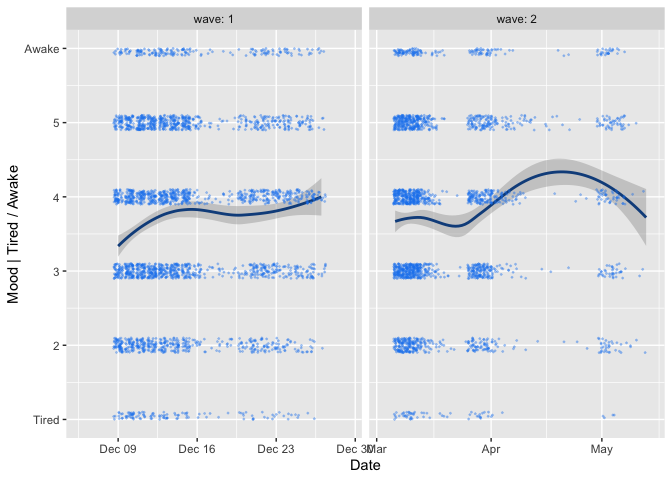 wave: 1
wave: 2
Mood | Tired / Awake
Awake
5
4
3
2
Tired
Dec 09
Dec 16
Dec 23
Dec 30
Mar
Apr
May
Date